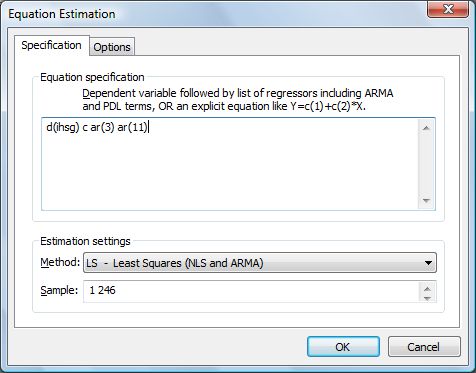 Equation Estimation
Specification
Options
Equation specification
Dependent variable followed by list of regressors including ARMA
and PDL terms, OR an explicit equation like Y=c(1)+c(2)*X.
d(ihsg) c ar(3) ar(11)
Estimation settings
Method: LS - Least Squares (NLS and ARMA)
Sample: 1 246
OK
Cancel